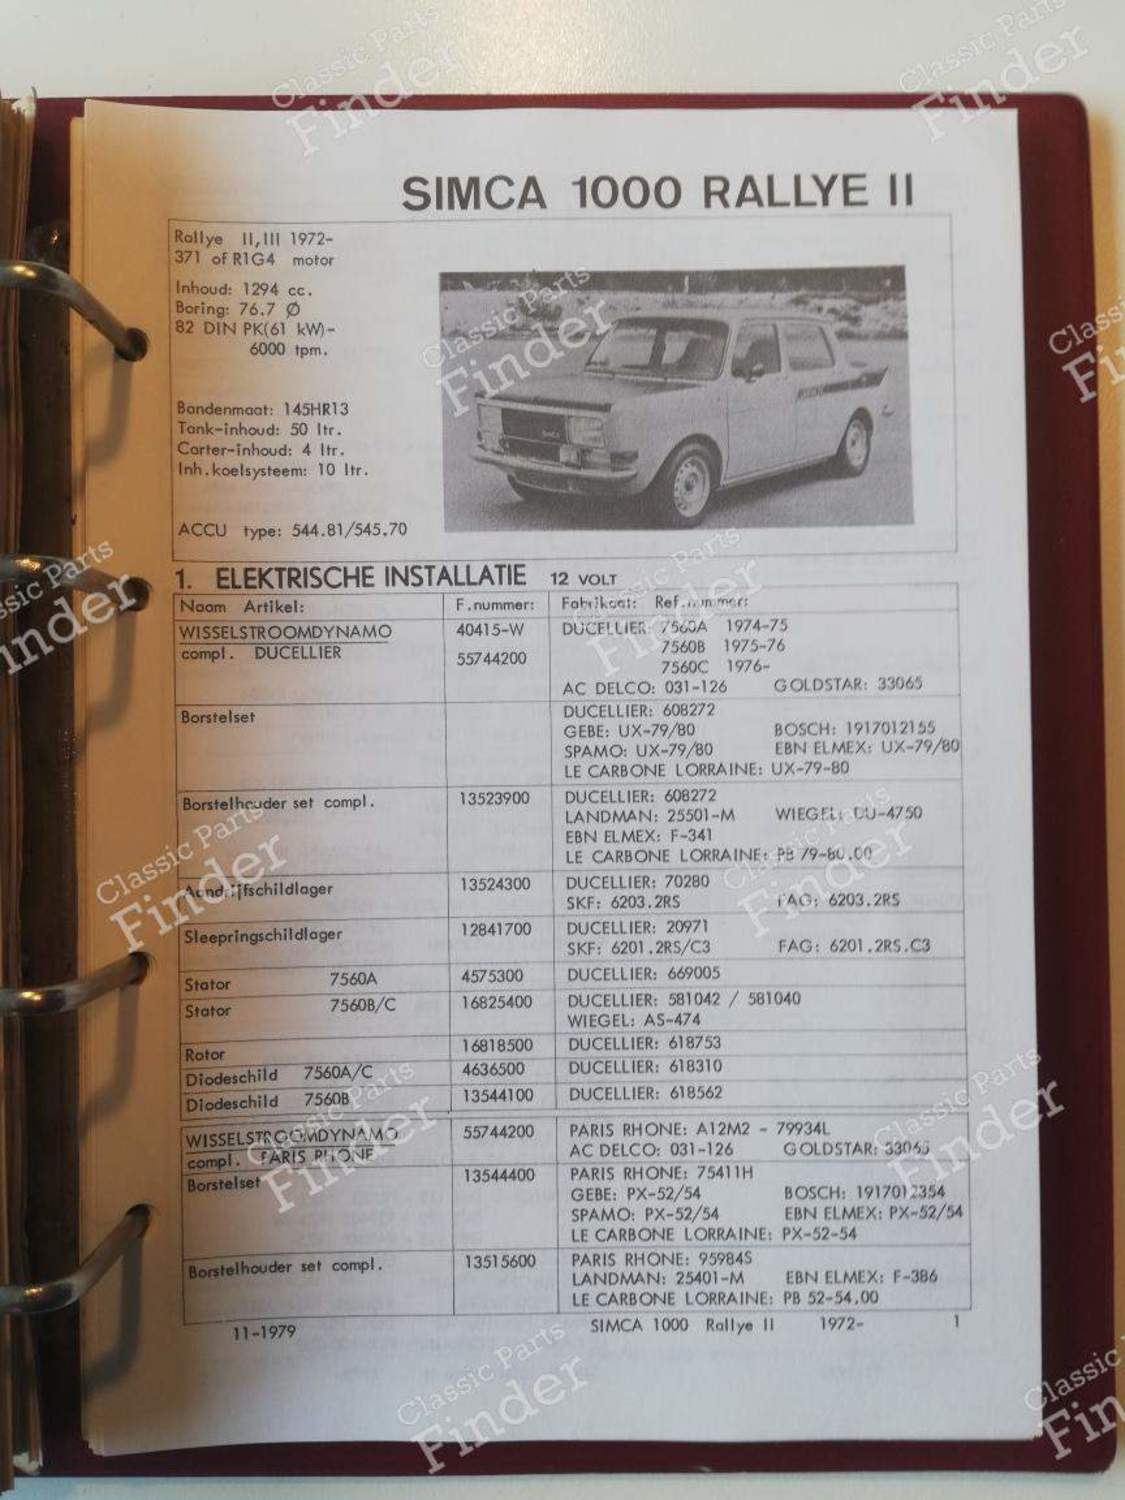 SIMCA 1000 RALLYE II
Rallye II,III 1972-
371 of R1G4 motor
Inhoud: 1294 cc.
Boring: 76.7 Ø
82 DIN PK(61 kW)-
6000 tpm.
Bandenmaat: 145HR13
Tank-inhoud: 50 ltr.
Carter-inhoud: 4 ltr.
Inh.koelsysteem: 10 ltr.
ACCU type: 544.81/545.70
1. ELEKTRISCHE INSTALLATIE 12 VOLT
Naam Artikel: F.nummer: Fabrikaat: Ref.nummer:
WISSELSTROOMDYNAMO 40415-W DUCELLIER: 7560A 1974-75
compl. DUCELLIER 55744200 7560B 1975-76
7560C 1976-
AC DELCO: 031-126 GOLDSTAR: 33065
Borstelset DUCELLIER: 608272
GEBE: UX-79/80 BOSCH: 1917012155
SPAMO: UX-79/80 EBN ELMEX: UX-79/80
LE CARBONE LORRAINE: UX-79-80
Borstelhouder set compl. 13523900 DUCELLIER: 608272
LANDMAN: 25501-M WIEGEL: DU-4750
EBN ELMEX: F-341
LE CARBONE LORRAINE: PB 79-80.00
Aandrijfschildlager 13524300 DUCELLIER: 70280
SKF: 6203.2RS FAG: 6203.2RS
Sleepringschildlager 12841700 DUCELLIER: 20971
SKF: 6201.2RS/C3 FAG: 6201.2RS.C3
Stator 7560A 4575300 DUCELLIER: 669005
Stator 7560B/C 16825400 DUCELLIER: 581042 / 581040
WIEGEL: AS-474
Rotor 16818500 DUCELLIER: 618753
Diodeschild 7560A/C 4636500 DUCELLIER: 618310
Diodeschild 7560B 13544100 DUCELLIER: 618562
WISSELSTROOMDYNAMO 55744200 PARIS RHONE: A12M2 - 79934L
compl. PARIS RHONE AC DELCO: 031-126 GOLDSTAR: 33065
Borstelset 13544400 PARIS RHONE: 75411H
GEBE: PX-52/54 BOSCH: 1917012354
SPAMO: PX-52/54 EBN ELMEX: PX-52/54
LE CARBONE LORRAINE: PX-52-54
Borstelhouder set compl. 13515600 PARIS RHONE: 95984S
LANDMAN: 25401-M EBN ELMEX: F-386
LE CARBONE LORRAINE: PB 52-54.00
11-1979 SIMCA 1000 Rallye II 1972- 1
Classic Parts
Finder